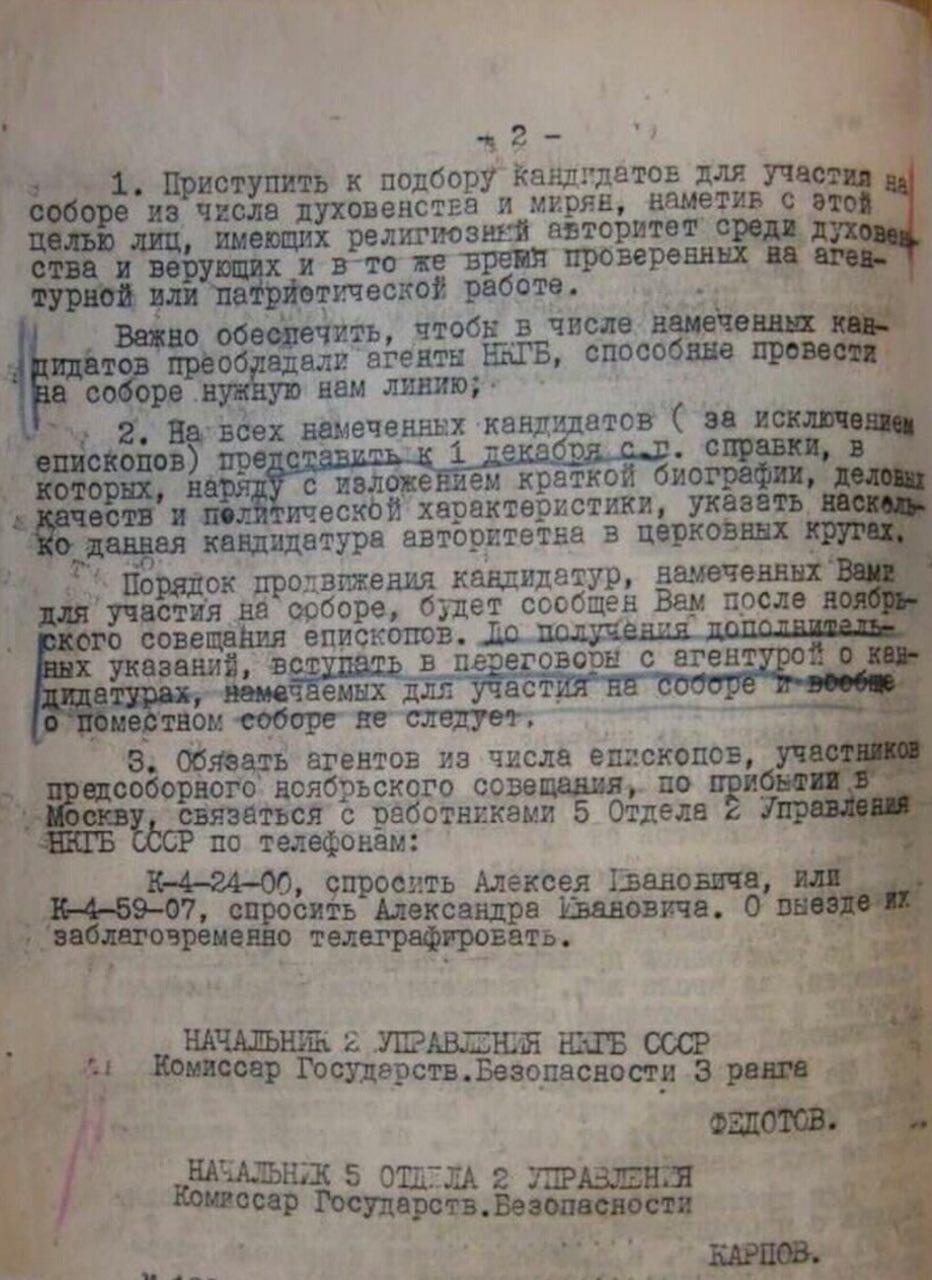 - 2 -
1. Приступить к подбору кандидатов для участия на
соборе из числа духовенства и мирян, наметив с этой
целью лиц, имеющих религиозный авторитет среди духовен-
ства и верующих и в то же время проверенных на аген-
турной или патриотической работе.
Важно обеспечить, чтобы в числе намеченных кан-
дидатов преобладали агенты НКГБ, способные провести
на соборе нужную нам линию;
2. На всех намеченных кандидатов ( за исключением
епископов) представить к 1 декабря с.г. справки, в
которых, наряду с изложением краткой биографии, деловых
качеств и политической характеристики, указать насколь-
ко данная кандидатура авторитетна в церковных кругах.
Порядок продвижения кандидатур, намеченных Вами
для участия на соборе, будет сообщен Вам после ноябрь-
ского совещания епископов. До получения дополнитель-
ных указаний, вступать в переговоры с агентурой о кан-
дидатурах, намечаемых для участия на соборе и вообще
о поместном соборе не следует.
3. Обязать агентов из числа епископов, участников
предсоборного ноябрьского совещания, по прибытии в
Москву, связаться с работниками 5 Отдела 2 Управления
НКГБ СССР по телефонам:
К-4-24-00, спросить Алексея Ивановича, или
К-4-59-07, спросить Александра Ивановича. О выезде их
заблаговременно телеграфировать.
НАЧАЛЬНИК 2 УПРАВЛЕНИЯ НКГБ СССР
Комиссар Государств.Безопасности 3 ранга
ФЕДОТОВ.
НАЧАЛЬНИК 5 ОТДЕЛА 2 УПРАВЛЕНИЯ
Комиссар Государств.Безопасности
КАРПОВ.